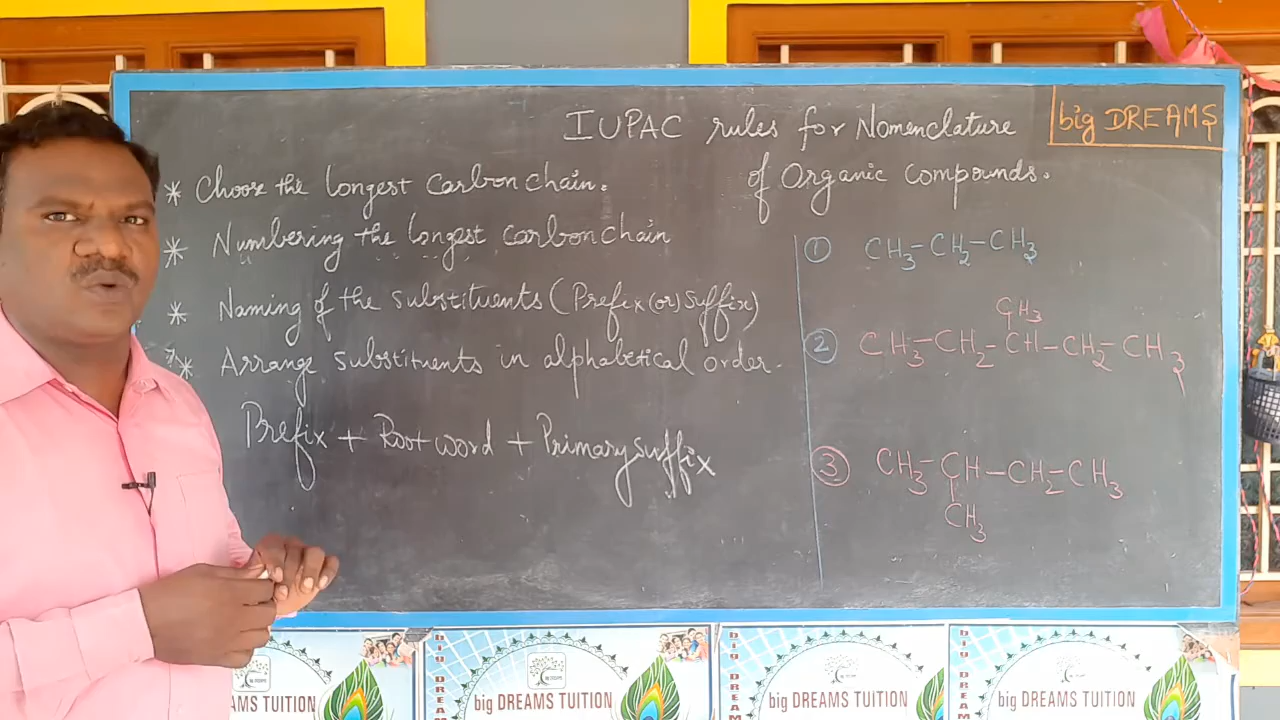 IUPAC rules for Nomenclature
of Organic compounds.
big DREAMS
* Choose the longest carbon chain.
* Numbering the longest carbon chain
* Naming of the substituents (Prefix (or) suffix)
* Arrange substituents in alphabetical order.
Prefix + Root word + Primary suffix
① CH3-CH2-CH3
CH3
② CH3-CH2-CH-CH2-CH3
③ CH3-CH-CH2-CH3
CH3
big DREAMS TUITION
big DREAMS TUITION
big DREAMS TUITION
BIG DREAMS TUITION